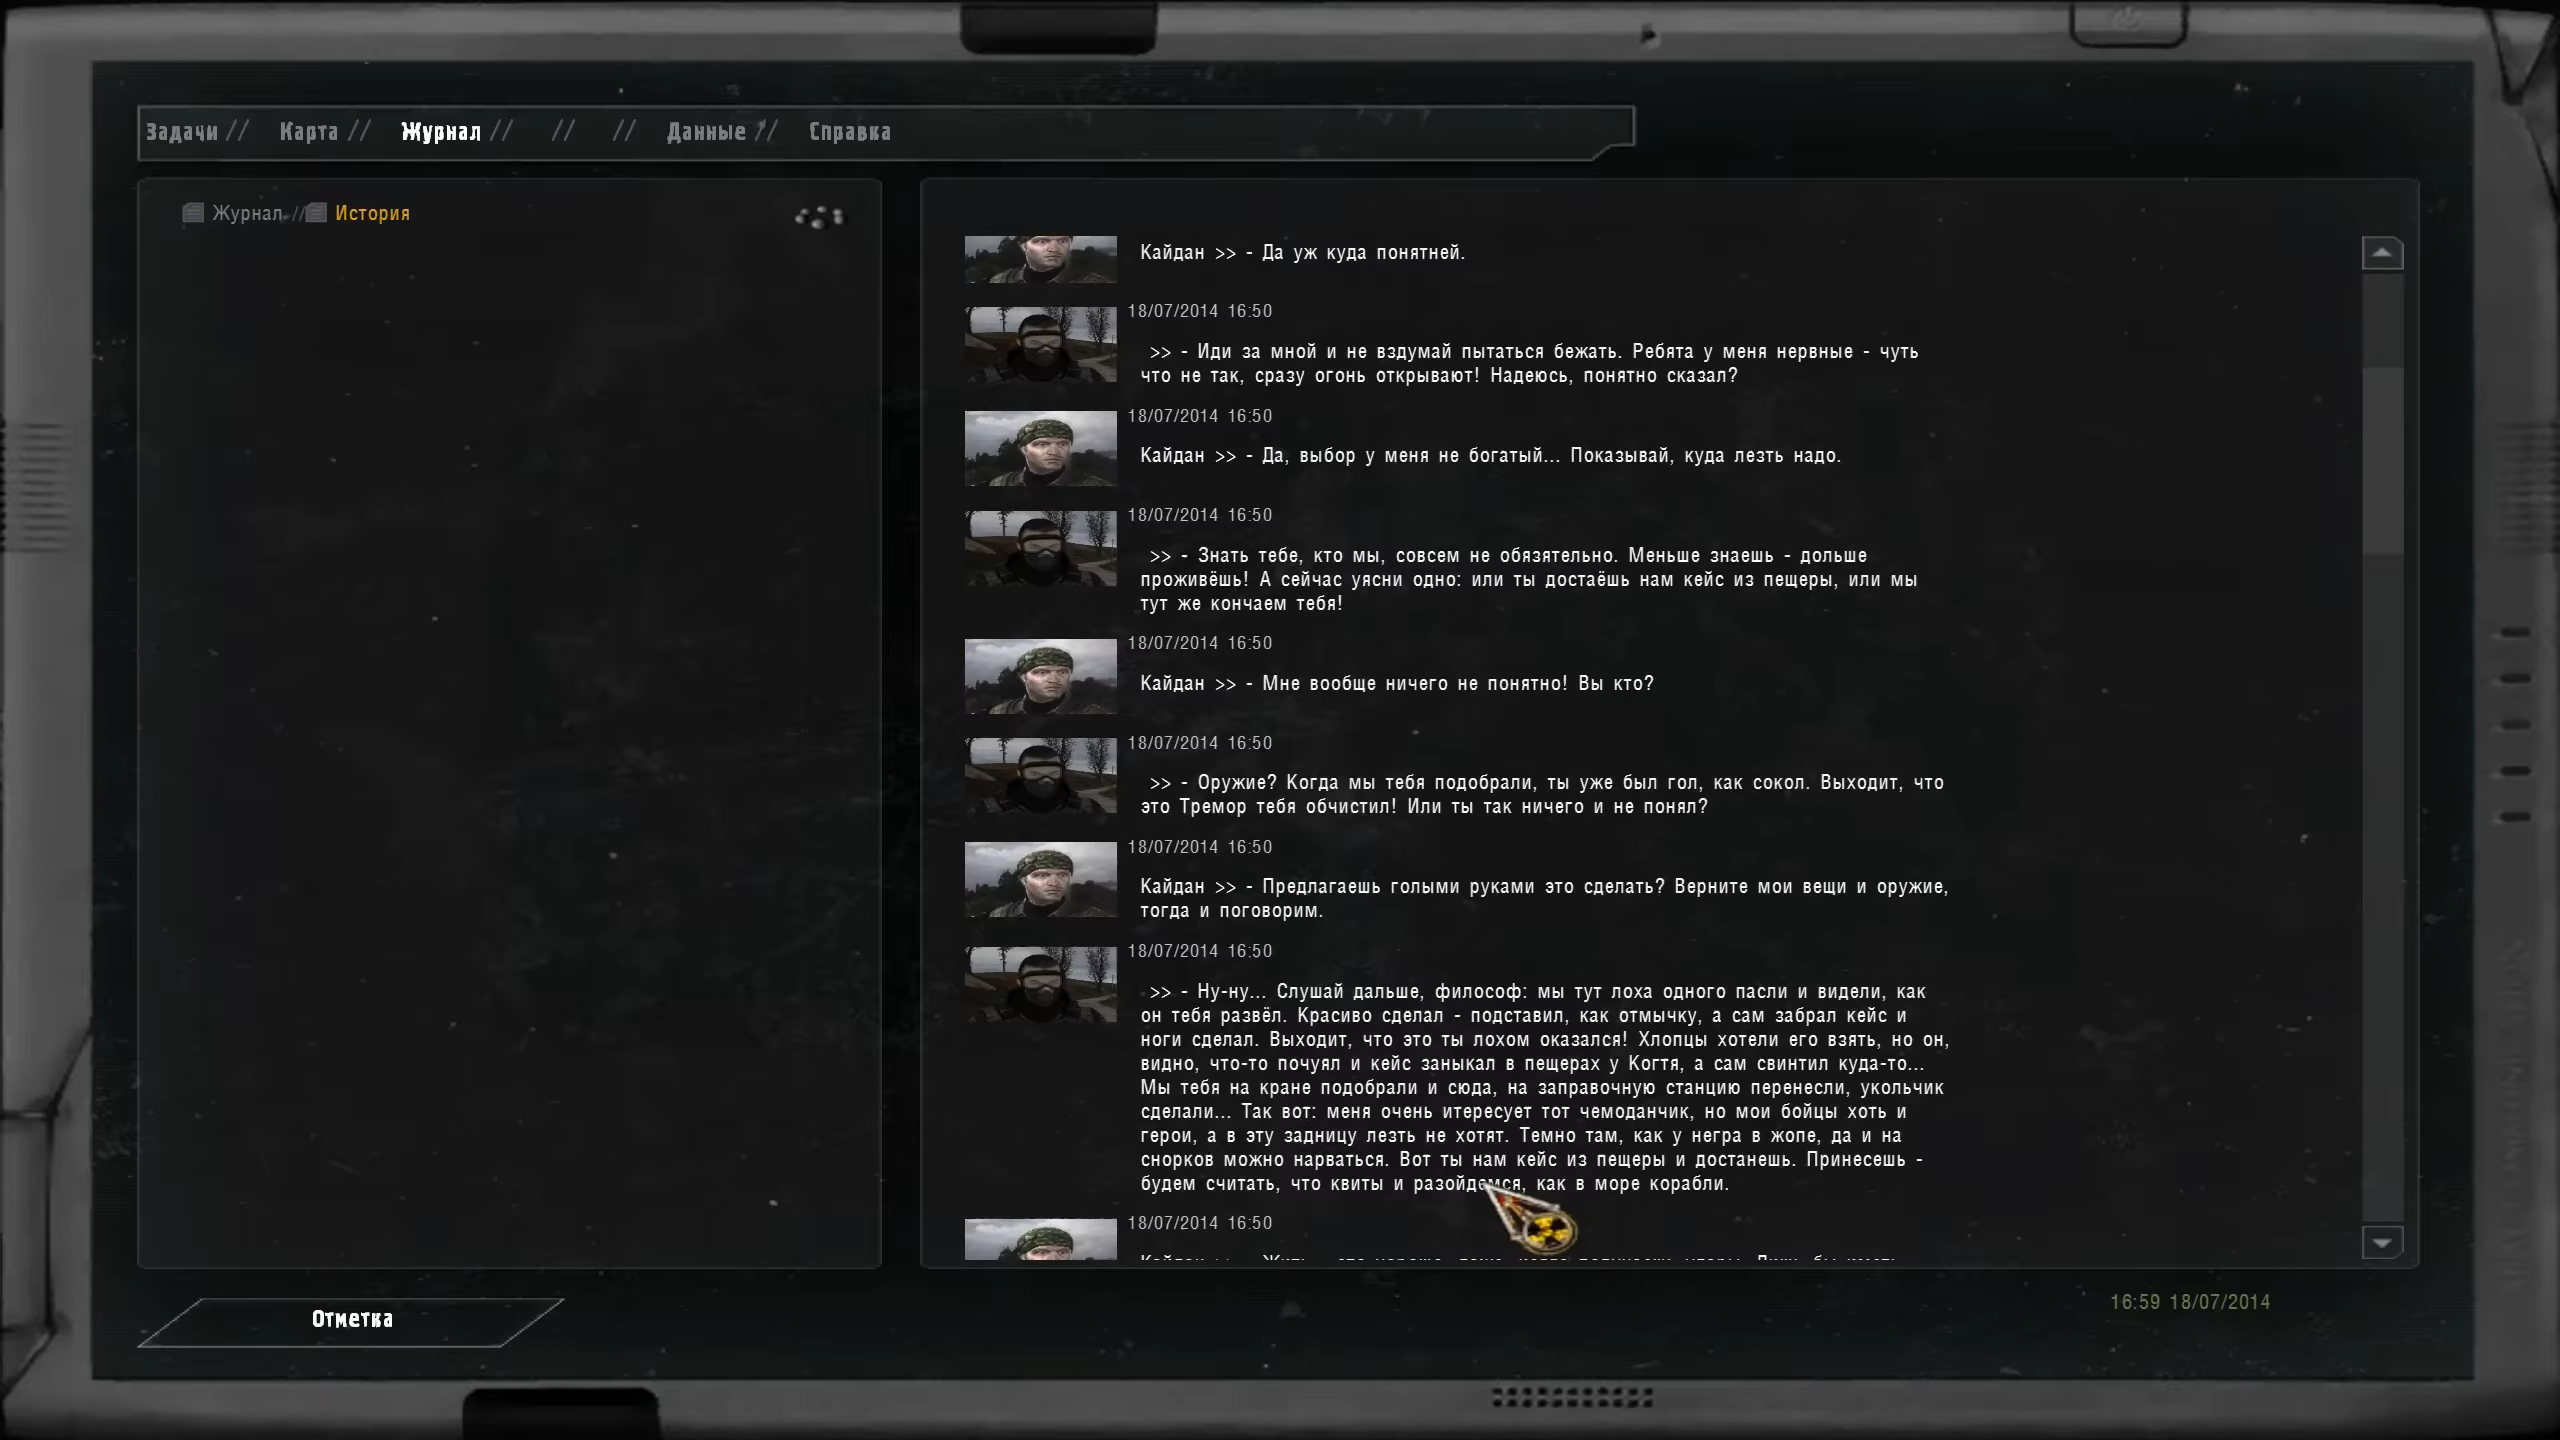 Задачи // Карта // Журнал // // // Данные // Справка
Журнал // История
Кайдан >> - Да уж куда понятней.
18/07/2014 16:50
>> - Иди за мной и не вздумай пытаться бежать. Ребята у меня нервные - чуть
что не так, сразу огонь открывают! Надеюсь, понятно сказал?
18/07/2014 16:50
Кайдан >> - Да, выбор у меня не богатый... Показывай, куда лезть надо.
18/07/2014 16:50
>> - Знать тебе, кто мы, совсем не обязятельно. Меньше знаешь - дольше
проживёшь! А сейчас уясни одно: или ты достаёшь нам кейс из пещеры, или мы
тут же кончаем тебя!
18/07/2014 16:50
Кайдан >> - Мне вообще ничего не понятно! Вы кто?
18/07/2014 16:50
>> - Оружие? Когда мы тебя подобрали, ты уже был гол, как сокол. Выходит, что
это Тремор тебя обчистил! Или ты так ничего и не понял?
18/07/2014 16:50
Кайдан >> - Предлагаешь голыми руками это сделать? Верните мои вещи и оружие,
тогда и поговорим.
18/07/2014 16:50
>> - Ну-ну... Слушай дальше, философ: мы тут лоха одного пасли и видели, как
он тебя развёл. Красиво сделал - подставил, как отмычку, а сам забрал кейс и
ноги сделал. Выходит, что это ты лохом оказался! Хлопцы хотели его взять, но он,
видно, что-то почуял и кейс заныкал в пещерах у Когтя, а сам свинтил куда-то...
Мы тебя на кране подобрали и сюда, на заправочную станцию перенесли, укольчик
сделали... Так вот: меня очень итересует тот чемоданчик, но мои бойцы хоть и
герои, а в эту задницу лезть не хотят. Темно там, как у негра в жопе, да и на
снорков можно нарваться. Вот ты нам кейс из пещеры и достанешь. Принесешь -
будем считать, что квиты и разойдемся, как в море корабли.
18/07/2014 16:50
Отметка
16:59 18/07/2014